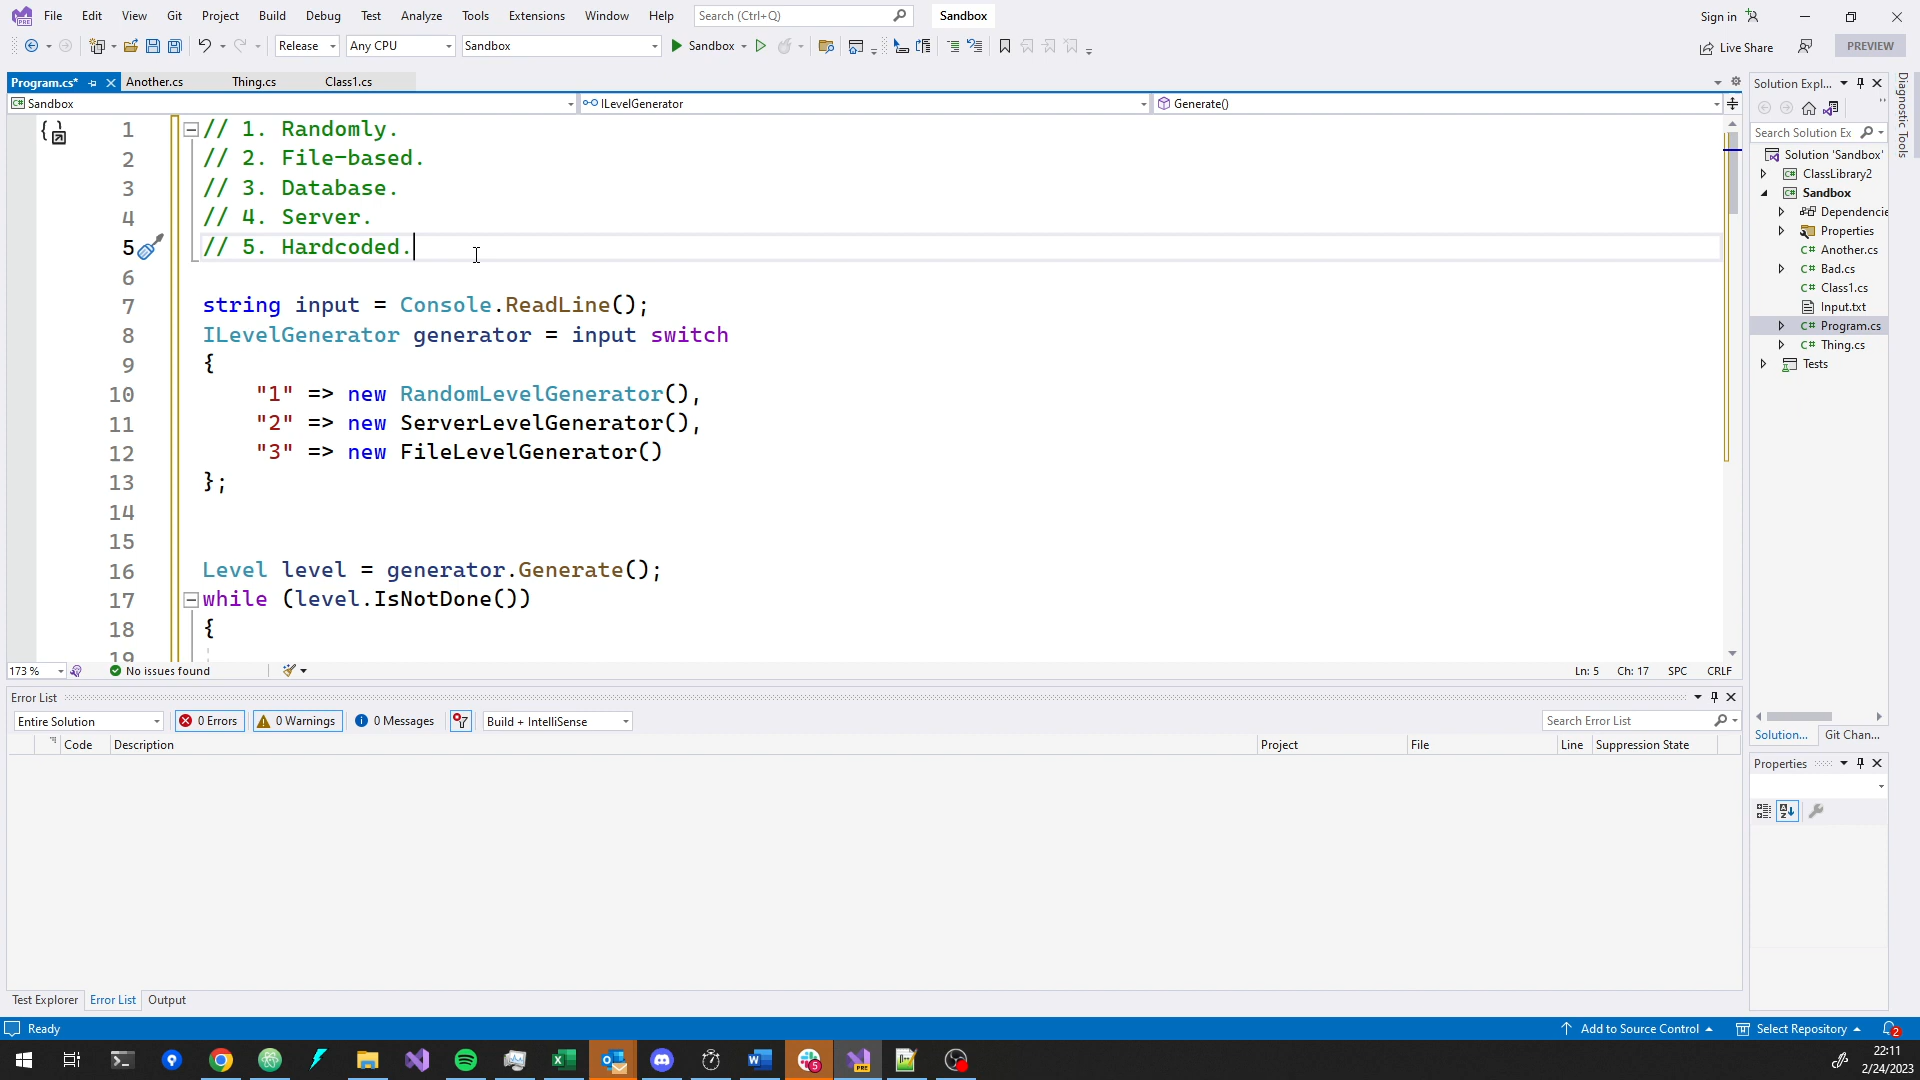 File Edit View Git Project Build Debug Test Analyze Tools Extensions Window Help Search (Ctrl+Q) Sandbox Sign in
Release Any CPU Sandbox Sandbox Live Share PREVIEW
Program.cs* Another.cs Thing.cs Class1.cs
Sandbox ILevelGenerator Generate()
1 // 1. Randomly.
2 // 2. File-based.
3 // 3. Database.
4 // 4. Server.
5 // 5. Hardcoded.
6
7 string input = Console.ReadLine();
8 ILevelGenerator generator = input switch
9 {
10 "1" => new RandomLevelGenerator(),
11 "2" => new ServerLevelGenerator(),
12 "3" => new FileLevelGenerator()
13 };
14
15
16 Level level = generator.Generate();
17 while (level.IsNotDone())
18 {
19
173 % No issues found Ln: 5 Ch: 17 SPC CRLF
Error List
Entire Solution 0 Errors 0 Warnings 0 Messages Build + IntelliSense Search Error List
Code Description Project File Line Suppression State
Test Explorer Error List Output
Solution Expl...
Search Solution Ex
Solution 'Sandbox'
ClassLibrary2
Sandbox
Dependencie
Properties
Another.cs
Bad.cs
Class1.cs
Input.txt
Program.cs
Thing.cs
Tests
Solution... Git Chan...
Properties
Diagnostic Tools
Ready Add to Source Control Select Repository 2
22:11
2/24/2023